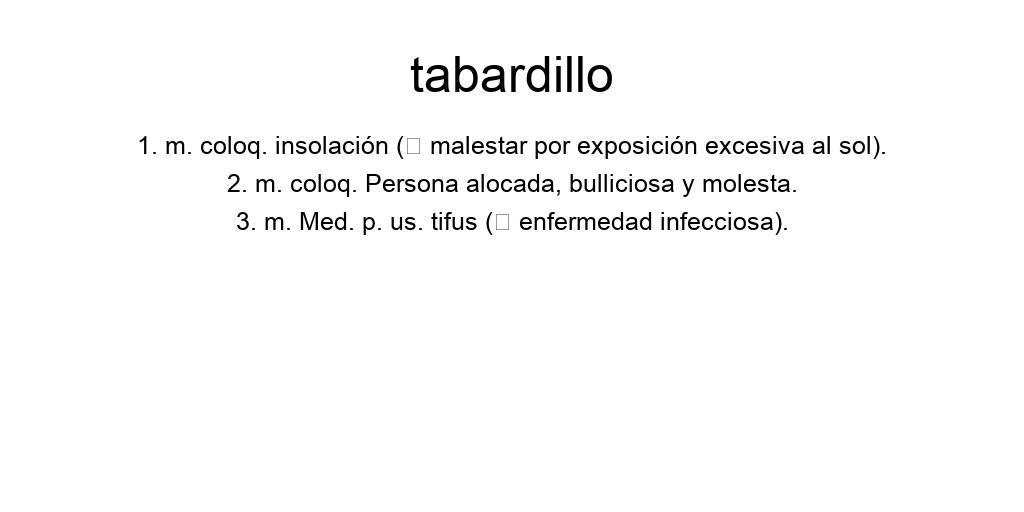 tabardillo
1. m. coloq. insolación (□ malestar por exposición excesiva al sol).
2. m. coloq. Persona alocada, bulliciosa y molesta.
3. m. Med. p. us. tifus (□ enfermedad infecciosa).